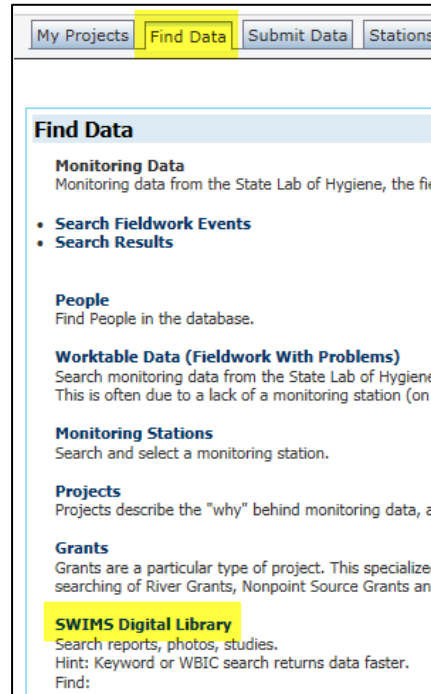 My Projects Find Data Submit Data Stations
Find Data
Monitoring Data
Monitoring data from the State Lab of Hygiene, the
• Search Fieldwork Events
• Search Results
People
Find People in the database.
Worktable Data (Fieldwork With Problems)
Search monitoring data from the State Lab of Hygiene
This is often due to a lack of a monitoring station (on
Monitoring Stations
Search and select a monitoring station.
Projects
Projects describe the "why" behind monitoring data,
Grants
Grants are a particular type of project. This
searching of River Grants, Nonpoint Source Grants
SWIMS Digital Library
Search reports, photos, studies.
Hint: Keyword or WBIC search returns data faster.
Find: